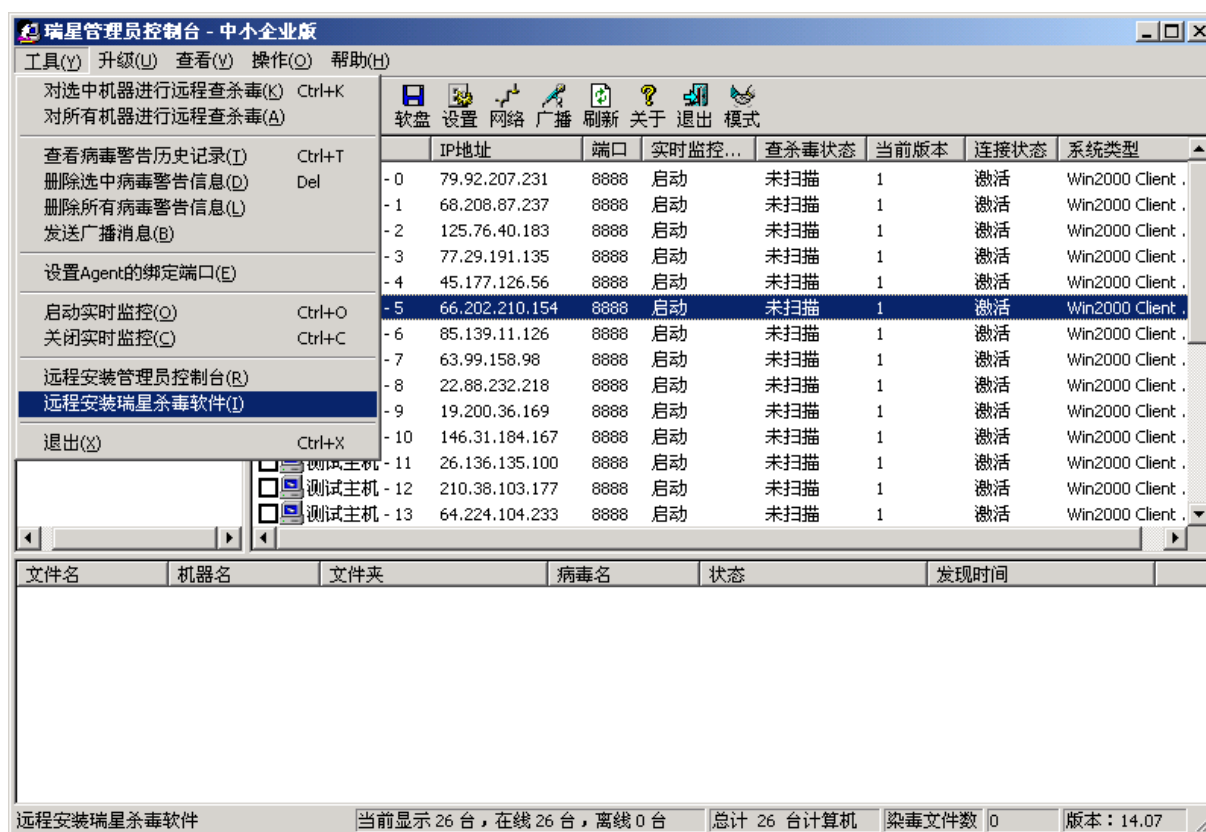 瑞星管理员控制台 - 中小企业版
工具(Y) 升级(U) 查看(V) 操作(O) 帮助(H)
对选中机器进行远程查杀毒(K) Ctrl+K
对所有机器进行远程查杀毒(A)
查看病毒警告历史记录(T) Ctrl+T
删除选中病毒警告信息(D) Del
删除所有病毒警告信息(L)
发送广播消息(B)
设置Agent的绑定端口(E)
启动实时监控(O) Ctrl+O
关闭实时监控(C) Ctrl+C
远程安装管理员控制台(R)
远程安装瑞星杀毒软件(I)
退出(X) Ctrl+X
软盘 设置 网络 广播 刷新 关于 退出 模式
IP地址 端口 实时监控... 查杀毒状态 当前版本 连接状态 系统类型
- 0 79.92.207.231 8888 启动 未扫描 1 激活 Win2000 Client .
- 1 68.208.87.237 8888 启动 未扫描 1 激活 Win2000 Client .
- 2 125.76.40.183 8888 启动 未扫描 1 激活 Win2000 Client .
- 3 77.29.191.135 8888 启动 未扫描 1 激活 Win2000 Client .
- 4 45.177.126.56 8888 启动 未扫描 1 激活 Win2000 Client .
- 5 66.202.210.154 8888 启动 未扫描 1 激活 Win2000 Client .
- 6 85.139.11.126 8888 启动 未扫描 1 激活 Win2000 Client .
- 7 63.99.158.98 8888 启动 未扫描 1 激活 Win2000 Client .
- 8 22.88.232.218 8888 启动 未扫描 1 激活 Win2000 Client .
- 9 19.200.36.169 8888 启动 未扫描 1 激活 Win2000 Client .
- 10 146.31.184.167 8888 启动 未扫描 1 激活 Win2000 Client .
测试主机 - 11 26.136.135.100 8888 启动 未扫描 1 激活 Win2000 Client .
测试主机 - 12 210.38.103.177 8888 启动 未扫描 1 激活 Win2000 Client .
测试主机 - 13 64.224.104.233 8888 启动 未扫描 1 激活 Win2000 Client .
文件名 机器名 文件夹 病毒名 状态 发现时间
远程安装瑞星杀毒软件 当前显示 26 台，在线 26 台，离线 0 台 总计 26 台计算机 染毒文件数 0 版本：14.07